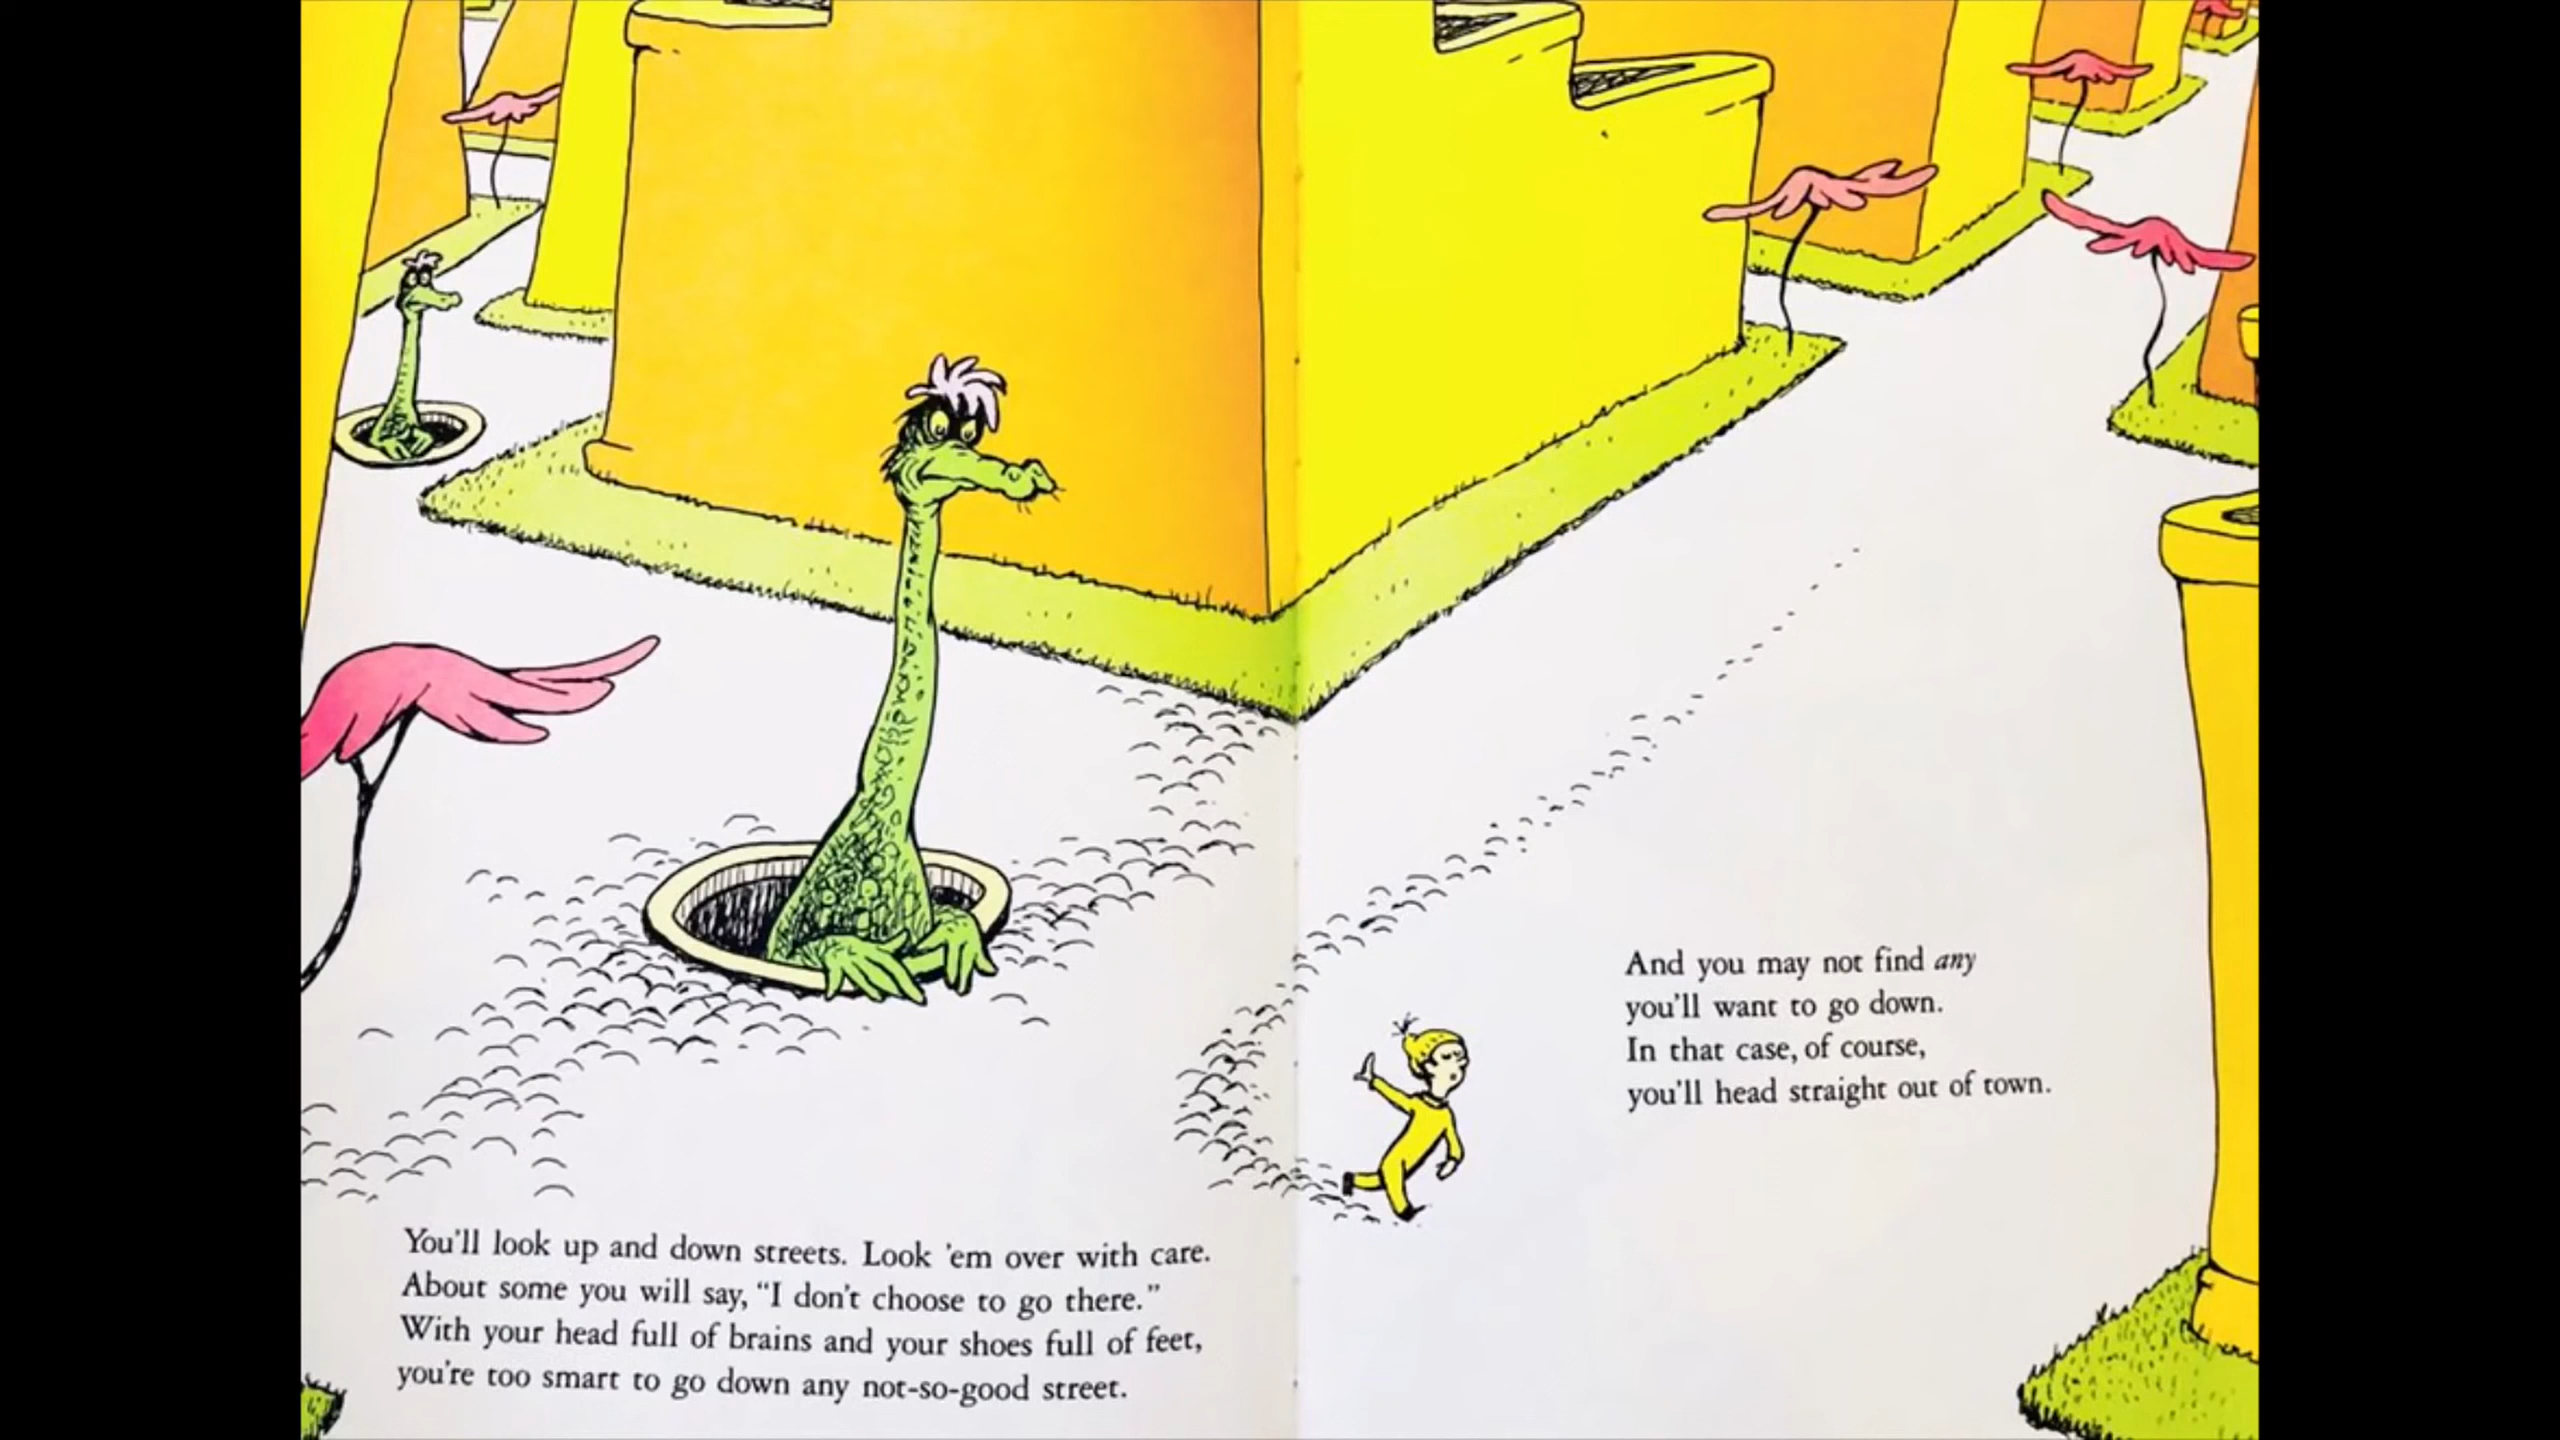 You'll look up and down streets. Look 'em over with care.
About some you will say, "I don't choose to go there."
With your head full of brains and your shoes full of feet,
you're too smart to go down any not-so-good street.
And you may not find any
you'll want to go down.
In that case, of course,
you'll head straight out of town.